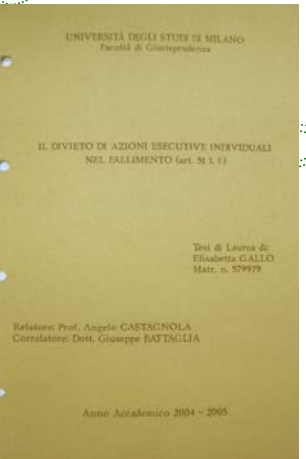 UNIVERSITÀ DEGLI STUDI DI MILANO
Facoltà di Giurisprudenza
IL DIVIETO DI AZIONI ESECUTIVE INDIVIDUALI
NEL FALLIMENTO (art. 51 l. f.)
Tesi di Laurea di:
Elisabetta GALLO
Matr. n. 579979
Relatore: Prof. Angelo CASTAGNOLA
Correlatore: Dott. Giuseppe BATTAGLIA
Anno Accademico 2004 – 2005